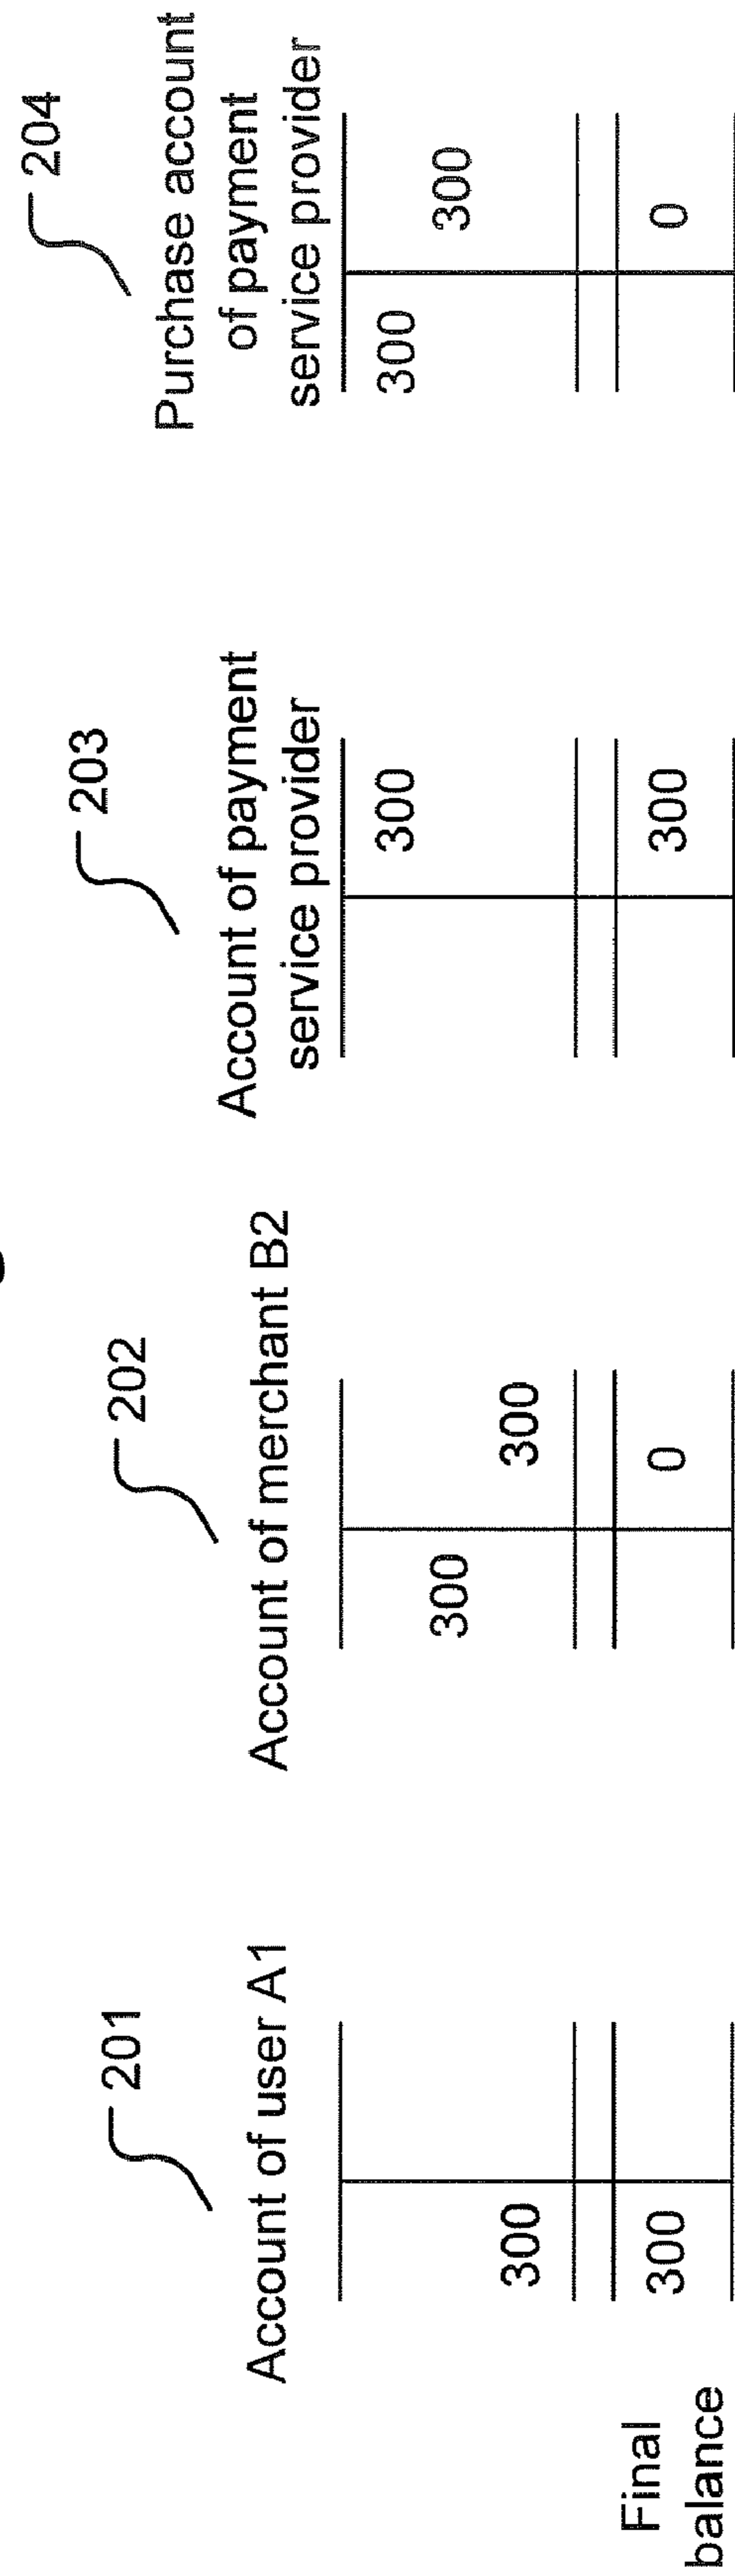 201
Account of user A1
300
300
202
Account of merchant B2
300
300
0
203
Account of payment
service provider
300
300
204
Purchase account
of payment
service provider
300
300
0
Final
balance